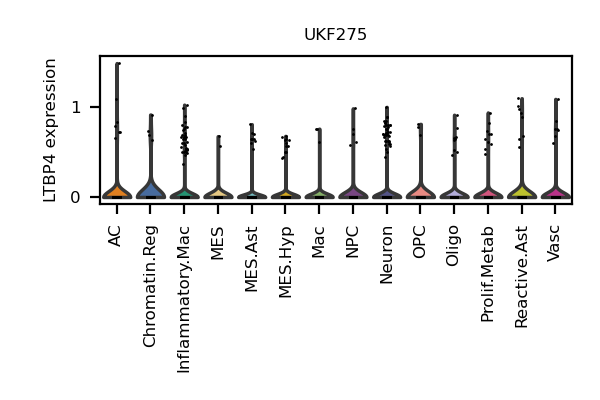 UKF275
LTBP4 expression
1
0
AC
Chromatin.Reg
Inflammatory.Mac
MES
MES.Ast
MES.Hyp
Mac
NPC
Neuron
OPC
Oligo
Prolif.Metab
Reactive.Ast
Vasc